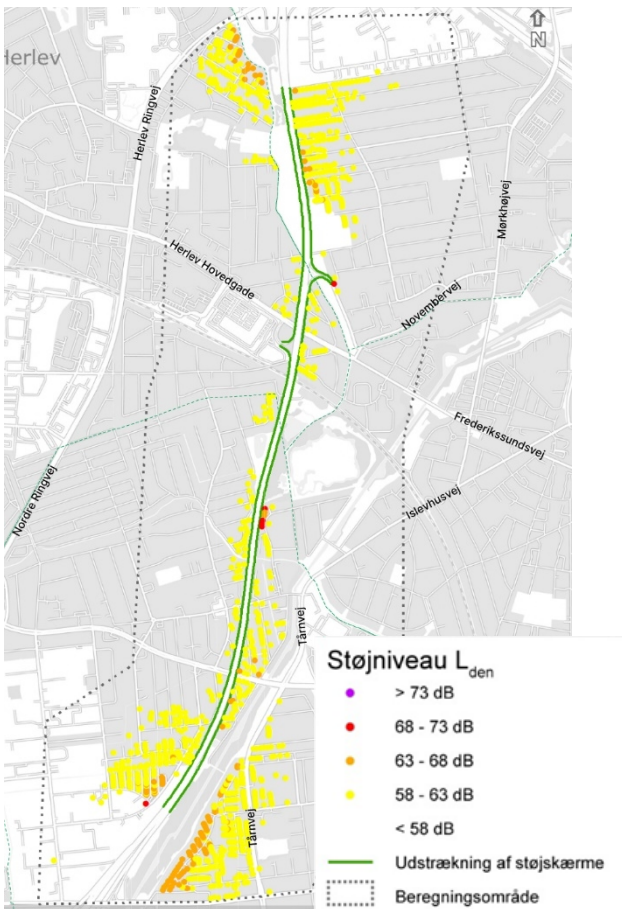 N
Herlev
Herlev Ringvej
Mørkhøjvej
Herlev Hovedgade
Novembervej
Frederikssundsvej
Islevhusvej
Nordre Ringvej
Tårnvej
Tårnvej
Støjniveau Lden
> 73 dB
68 - 73 dB
63 - 68 dB
58 - 63 dB
< 58 dB
Udstrækning af støjskærme
Beregningsområde